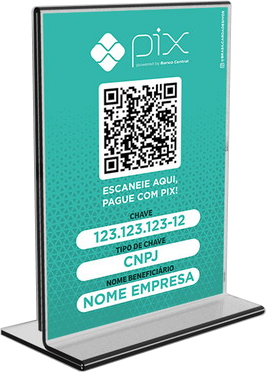 pix
powered by Banco Central
ESCANEIE AQUI,
PAGUE COM PIX!
CHAVE
123.123.123-12
TIPO DE CHAVE
CNPJ
NOME BENEFICIÁRIO
NOME EMPRESA